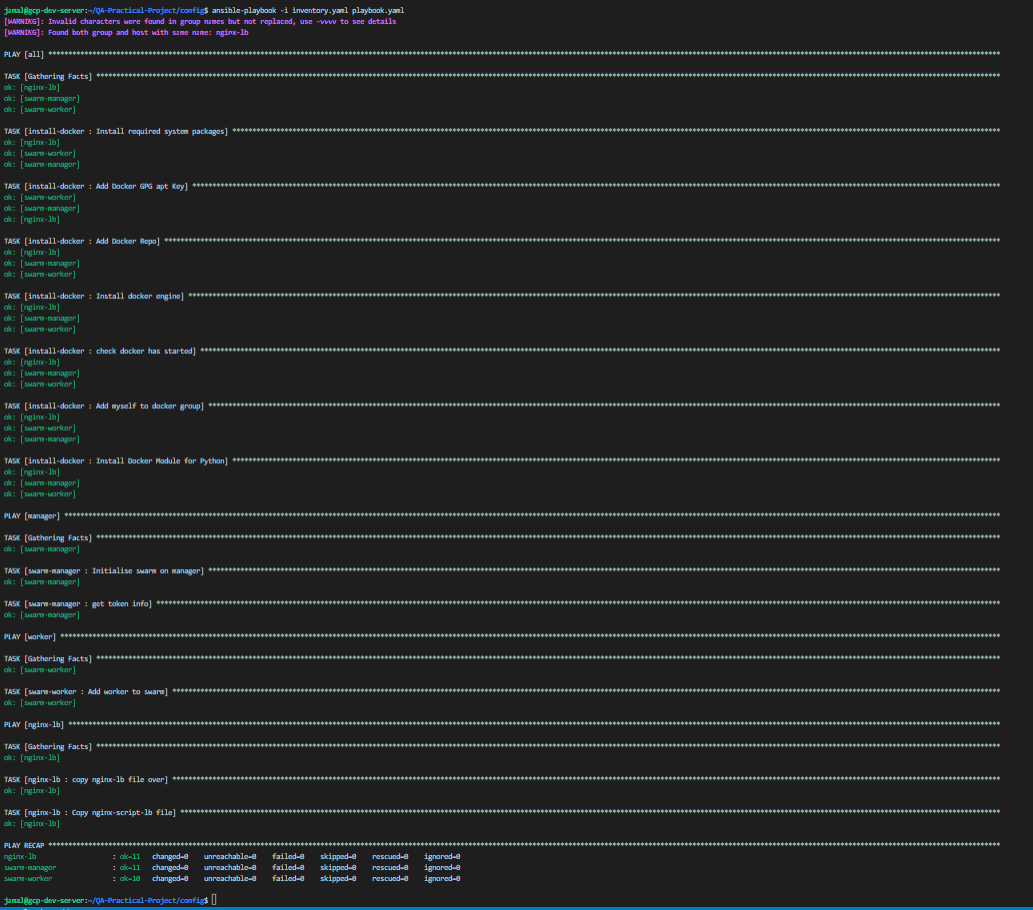 jamal@gcp-dev-server:~/QA-Practical-Project/config$ ansible-playbook -i inventory.yaml playbook.yaml
[WARNING]: Invalid characters were found in group names but not replaced, use -vvvv to see details
[WARNING]: Found both group and host with same name: nginx-lb
PLAY [all] ****************************************************************************************************
TASK [Gathering Facts] ****************************************************************************************************
ok: [nginx-lb]
ok: [swarm-manager]
ok: [swarm-worker]
TASK [install-docker : Install required system packages] ****************************************************************************************************
ok: [nginx-lb]
ok: [swarm-worker]
ok: [swarm-manager]
TASK [install-docker : Add Docker GPG apt Key] ****************************************************************************************************
ok: [swarm-worker]
ok: [swarm-manager]
ok: [nginx-lb]
TASK [install-docker : Add Docker Repo] ****************************************************************************************************
ok: [nginx-lb]
ok: [swarm-manager]
ok: [swarm-worker]
TASK [install-docker : Install docker engine] ****************************************************************************************************
ok: [nginx-lb]
ok: [swarm-manager]
ok: [swarm-worker]
TASK [install-docker : check docker has started] ****************************************************************************************************
ok: [nginx-lb]
ok: [swarm-manager]
ok: [swarm-worker]
TASK [install-docker : Add myself to docker group] ****************************************************************************************************
ok: [nginx-lb]
ok: [swarm-worker]
ok: [swarm-manager]
TASK [install-docker : Install Docker Module for Python] ****************************************************************************************************
ok: [nginx-lb]
ok: [swarm-manager]
ok: [swarm-worker]
PLAY [manager] ****************************************************************************************************
TASK [Gathering Facts] ****************************************************************************************************
ok: [swarm-manager]
TASK [swarm-manager : Initialise swarm on manager] ****************************************************************************************************
ok: [swarm-manager]
TASK [swarm-manager : get token info] ****************************************************************************************************
ok: [swarm-manager]
PLAY [worker] ****************************************************************************************************
TASK [Gathering Facts] ****************************************************************************************************
ok: [swarm-worker]
TASK [swarm-worker : Add worker to swarm] ****************************************************************************************************
ok: [swarm-worker]
PLAY [nginx-lb] ****************************************************************************************************
TASK [Gathering Facts] ****************************************************************************************************
ok: [nginx-lb]
TASK [nginx-lb : copy nginx-lb file over] ****************************************************************************************************
ok: [nginx-lb]
TASK [nginx-lb : Copy nginx-script-lb file] ****************************************************************************************************
ok: [nginx-lb]
PLAY RECAP ****************************************************************************************************
nginx-lb : ok=11 changed=0 unreachable=0 failed=0 skipped=0 rescued=0 ignored=0
swarm-manager : ok=11 changed=0 unreachable=0 failed=0 skipped=0 rescued=0 ignored=0
swarm-worker : ok=10 changed=0 unreachable=0 failed=0 skipped=0 rescued=0 ignored=0
jamal@gcp-dev-server:~/QA-Practical-Project/config$